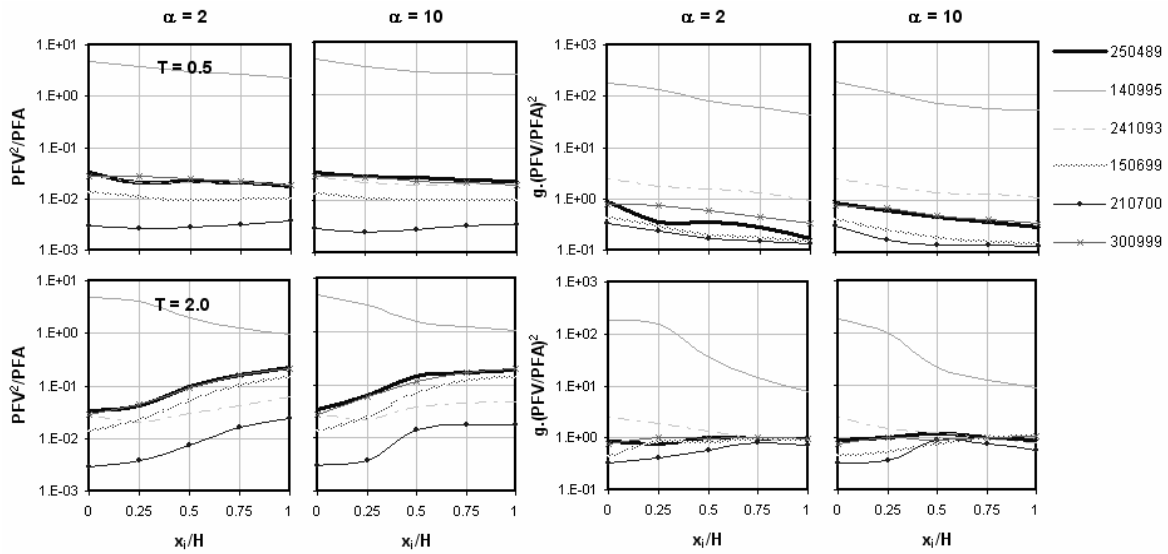 α = 2
α = 10
α = 2
α = 10
PFV²/PFA
1.E+01
1.E+00
1.E-01
1.E-02
1.E-03
T = 0.5
g.(PFV/PFA)²
1.E+03
1.E+02
1.E+01
1.E+00
1.E-01
250489
140995
241093
150699
210700
300999
PFV²/PFA
1.E+01
1.E+00
1.E-01
1.E-02
1.E-03
T = 2.0
g.(PFV/PFA)²
1.E+03
1.E+02
1.E+01
1.E+00
1.E-01
0 0.25 0.5 0.75 1
0 0.25 0.5 0.75 1
0 0.25 0.5 0.75 1
0 0.25 0.5 0.75 1
xᵢ/H
xᵢ/H
xᵢ/H
xᵢ/H